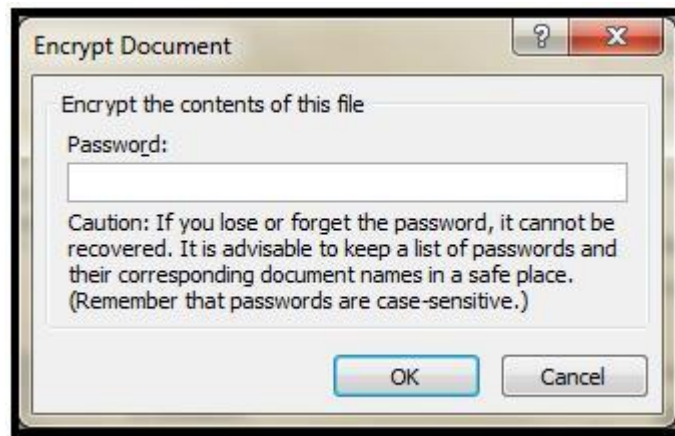 Encrypt Document
Encrypt the contents of this file
Password:
Caution: If you lose or forget the password, it cannot be
recovered. It is advisable to keep a list of passwords and
their corresponding document names in a safe place.
(Remember that passwords are case-sensitive.)
OK Cancel